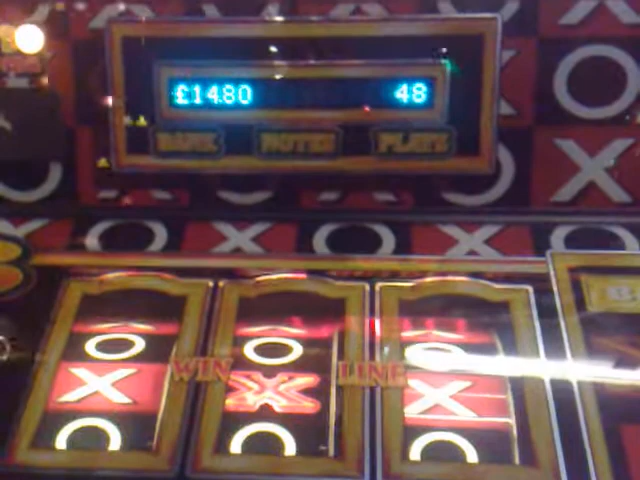 £14.80 48
BANK NOTES PLAYS
X O X O X O
O O O
X WIN X LINE X
O O O